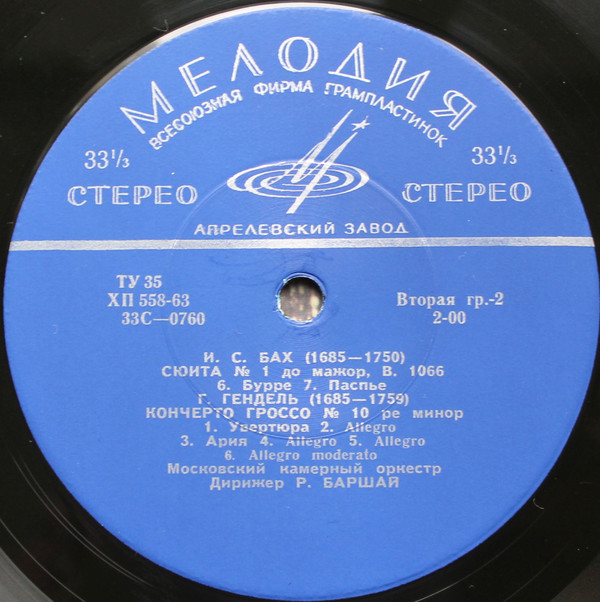 МЕЛОДИЯ
ВСЕСОЮЗНАЯ ФИРМА ГРАМПЛАСТИНОК
33⅓ 33⅓
СТЕРЕО СТЕРЕО
АПРЕЛЕВСКИЙ ЗАВОД
ТУ 35
ХП 558-63 Вторая гр.-2
33С—0760 2-00
И. С. БАХ (1685—1750)
СЮИТА № 1 до мажор, В. 1066
6. Бурре 7. Паспье
Г. ГЕНДЕЛЬ (1685—1759)
КОНЧЕРТО ГРОССО № 10 ре минор
1. Увертюра 2. Allegro
3. Ария 4. Allegro 5. Allegro
6. Allegro moderato
Московский камерный оркестр
Дирижер Р. БАРШАЙ